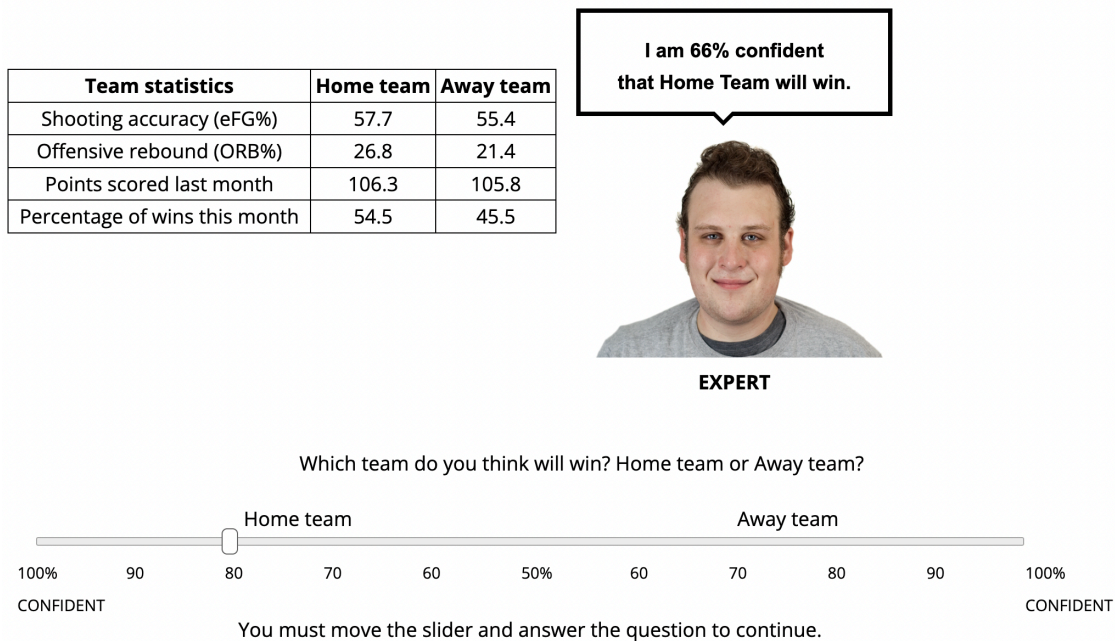 I am 66% confident
that Home Team will win.
Team statistics Home team Away team
Shooting accuracy (eFG%) 57.7 55.4
Offensive rebound (ORB%) 26.8 21.4
Points scored last month 106.3 105.8
Percentage of wins this month 54.5 45.5
EXPERT
Which team do you think will win? Home team or Away team?
Home team Away team
100% 90 80 70 60 50% 60 70 80 90 100%
CONFIDENT CONFIDENT
You must move the slider and answer the question to continue.